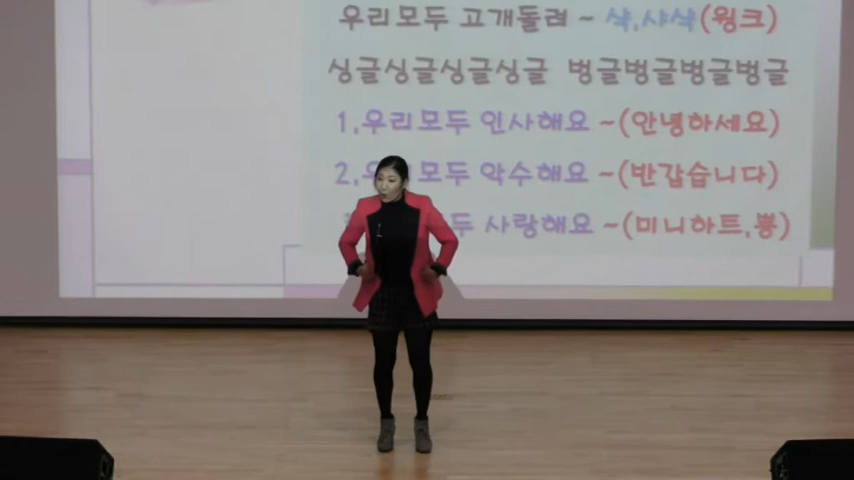 우리모두 고개돌려 ~ 샥,샤샥(윙크)
싱글싱글싱글싱글 벙글벙글벙글벙글
1,우리모두 인사해요 ~(안녕하세요)
2,우리모두 악수해요 ~(반갑습니다)
두 사랑해요 ~(미니하트,뿅)